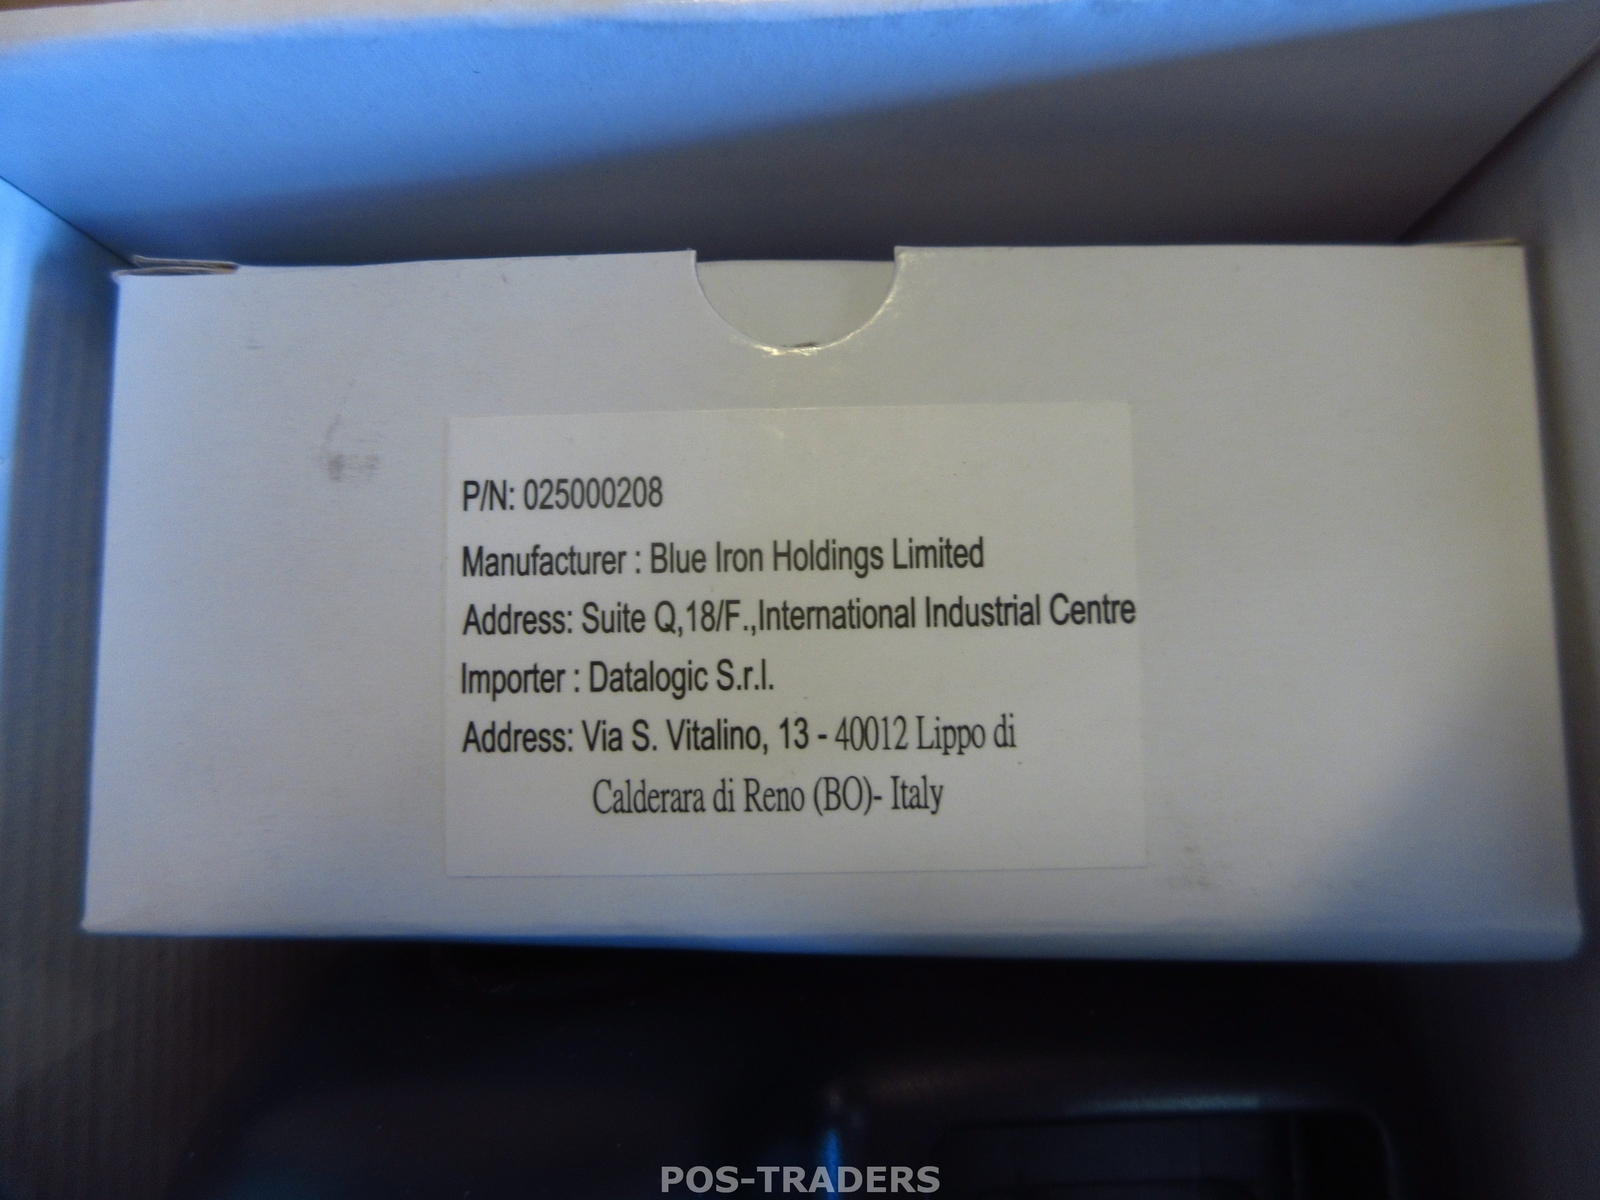 P/N: 025000208
Manufacturer : Blue Iron Holdings Limited
Address: Suite Q,18/F.,International Industrial Centre
Importer : Datalogic S.r.l.
Address: Via S. Vitalino, 13 - 40012 Lippo di
Calderara di Reno (BO)- Italy
POS-TRADERS